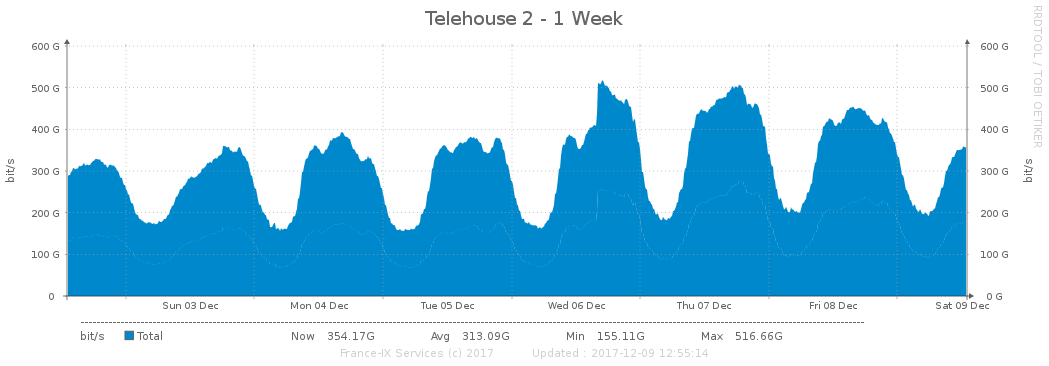 Telehouse 2 - 1 Week
RRDTOOL / TOBI OETIKER
600 G 600 G
500 G 500 G
400 G 400 G
300 G 300 G
200 G 200 G
100 G 100 G
0 0 G
bit/s
bit/s
Sun 03 Dec Mon 04 Dec Tue 05 Dec Wed 06 Dec Thu 07 Dec Fri 08 Dec Sat 09 Dec
bit/s Total Now 354.17G Avg 313.09G Min 155.11G Max 516.66G
France-IX Services (c) 2017 Updated : 2017-12-09 12:55:14